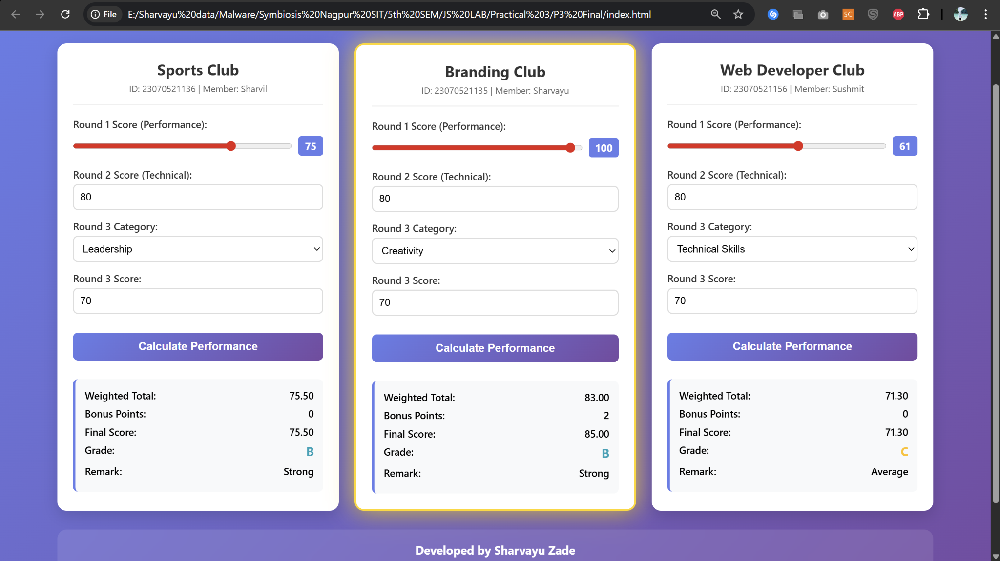 File E:/Sharvayu%20data/Malware/Symbiosis%20Nagpur%20SIT/5th%20SEM/JS%20LAB/Practical%203/P3%20Final/index.html
SC
ABP
Sports Club
ID: 23070521136 | Member: Sharvil
Round 1 Score (Performance):
75
Round 2 Score (Technical):
80
Round 3 Category:
Leadership
Round 3 Score:
70
Calculate Performance
Weighted Total: 75.50
Bonus Points: 0
Final Score: 75.50
Grade: B
Remark: Strong
Branding Club
ID: 23070521135 | Member: Sharvayu
Round 1 Score (Performance):
100
Round 2 Score (Technical):
80
Round 3 Category:
Creativity
Round 3 Score:
70
Calculate Performance
Weighted Total: 83.00
Bonus Points: 2
Final Score: 85.00
Grade: B
Remark: Strong
Web Developer Club
ID: 23070521156 | Member: Sushmit
Round 1 Score (Performance):
61
Round 2 Score (Technical):
80
Round 3 Category:
Technical Skills
Round 3 Score:
70
Calculate Performance
Weighted Total: 71.30
Bonus Points: 0
Final Score: 71.30
Grade: C
Remark: Average
Developed by Sharvayu Zade